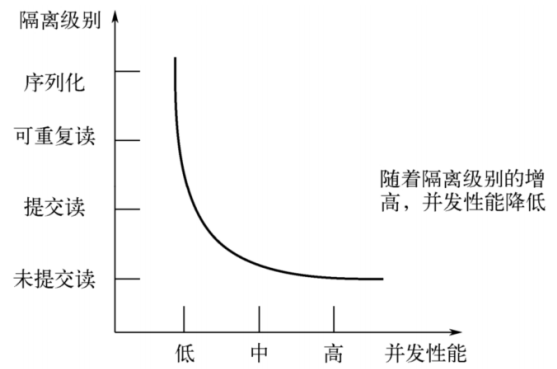 隔离级别
序列化
可重复读
提交读
未提交读
随着隔离级别的增
高，并发性能降低
低
中
高
并发性能